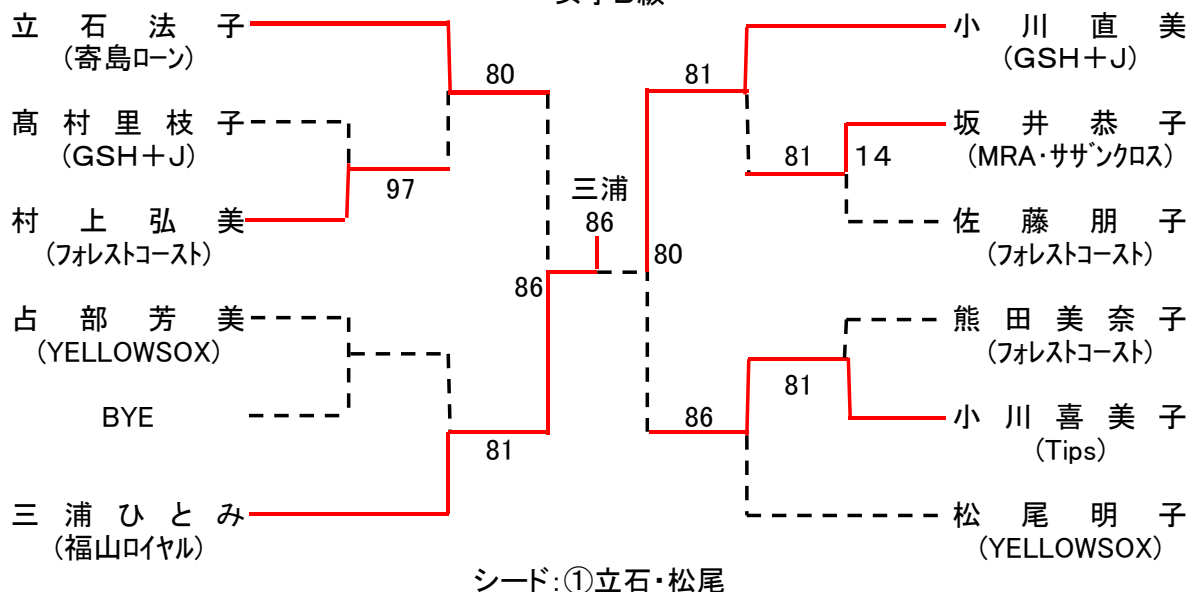 立石法子
(寄島ローン)
80
髙村里枝子
(GSH+J)
97
村上弘美
(フォレストコースト)
占部芳美
(YELLOWSOX)
BYE
81
三浦ひとみ
(福山ロイヤル)
86
三浦
86
80
小川直美
(GSH+J)
81
坂井恭子
(MRA・サザンクロス)
81
14
佐藤朋子
(フォレストコースト)
熊田美奈子
(フォレストコースト)
81
86
小川喜美子
(Tips)
松尾明子
(YELLOWSOX)
シード:①立石・松尾